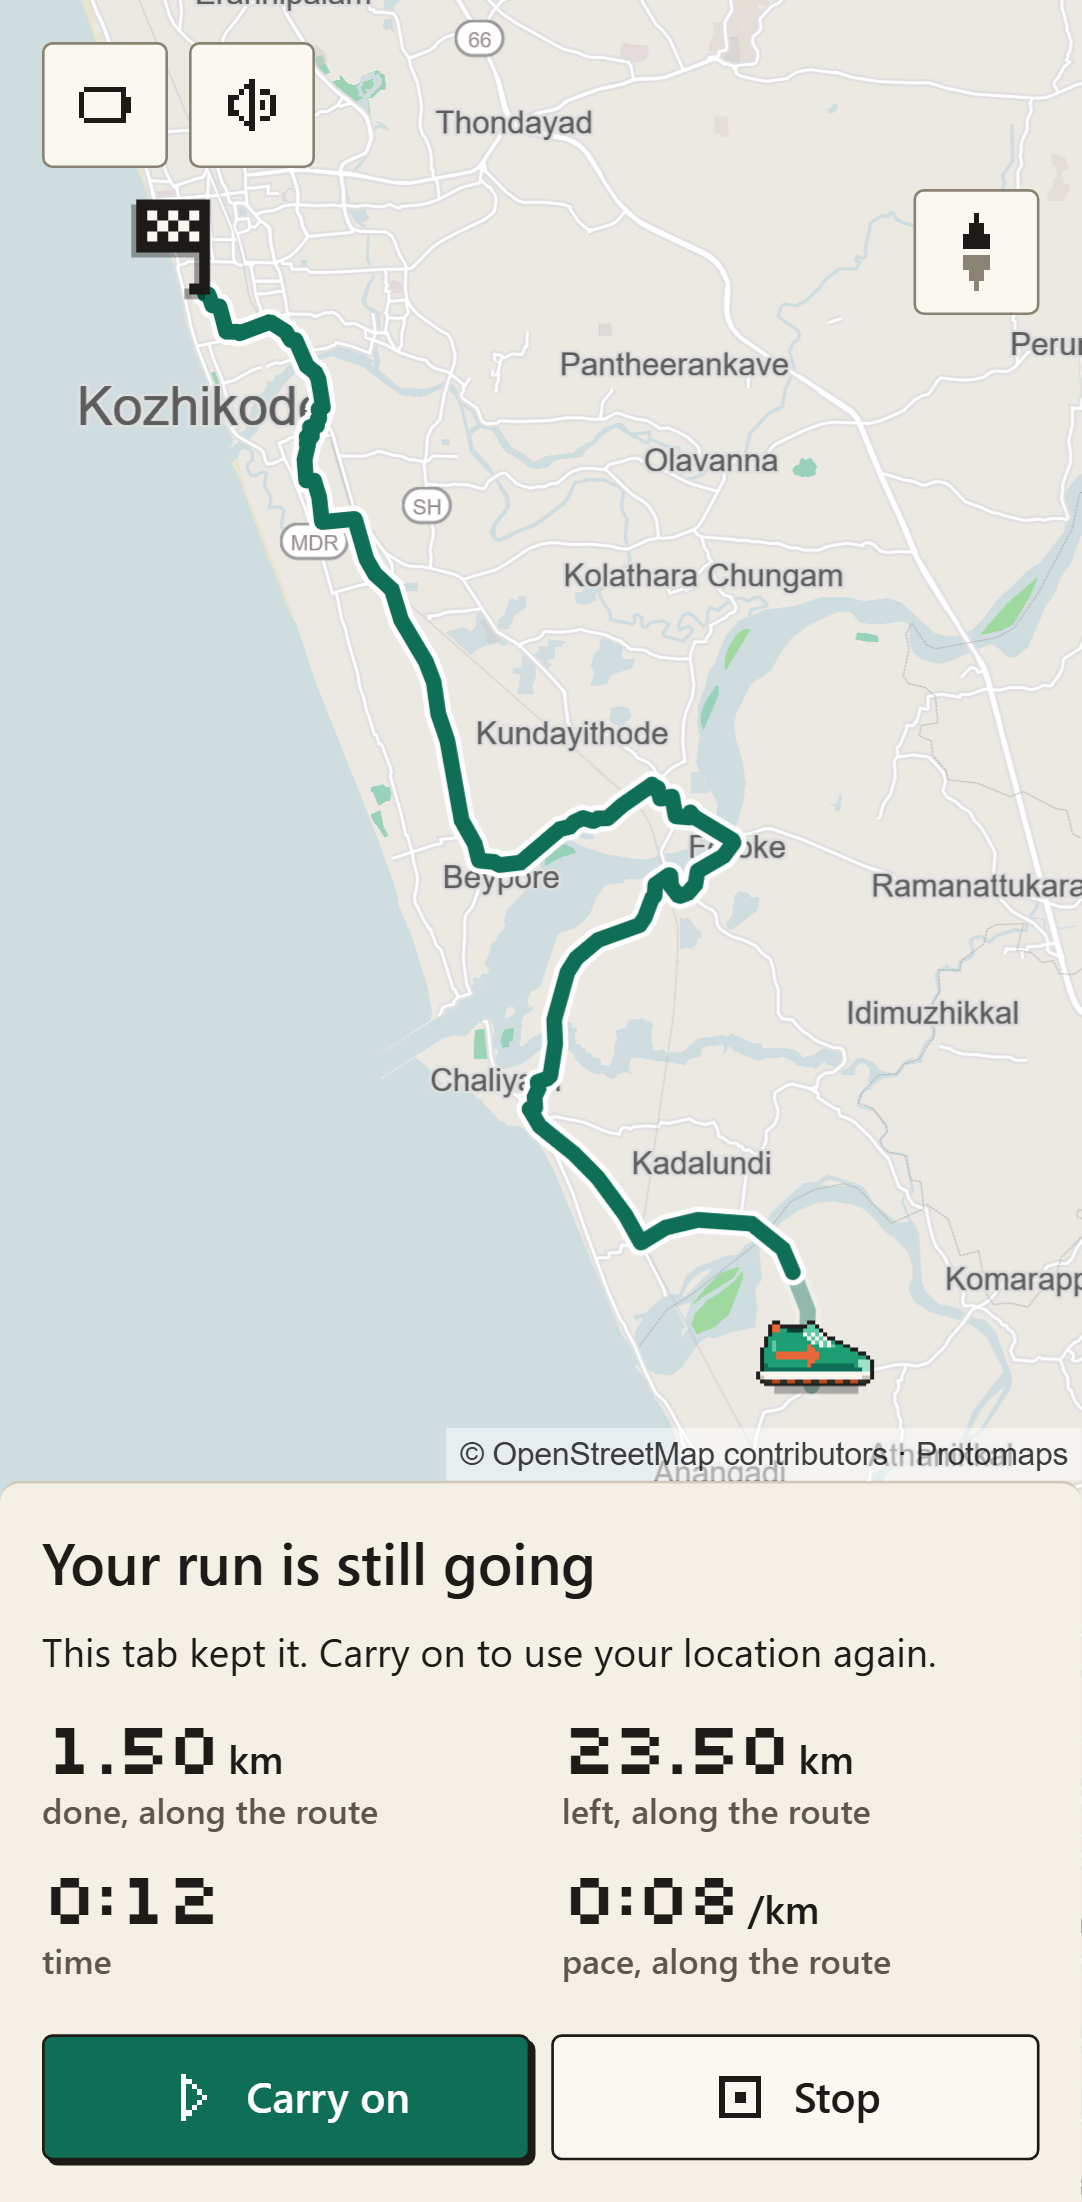 66
Thondayad
Pantheerankave
Kozhikod
Olavanna
SH
MDR
Kolathara Chungam
Kundayithode
Beypore
Ramanattukara
Idimuzhikkal
Kadalundi
© OpenStreetMap contributors · Protomaps
Your run is still going
This tab kept it. Carry on to use your location again.
1.50 km
done, along the route
23.50 km
left, along the route
0:12
time
0:08 /km
pace, along the route
Carry on
Stop